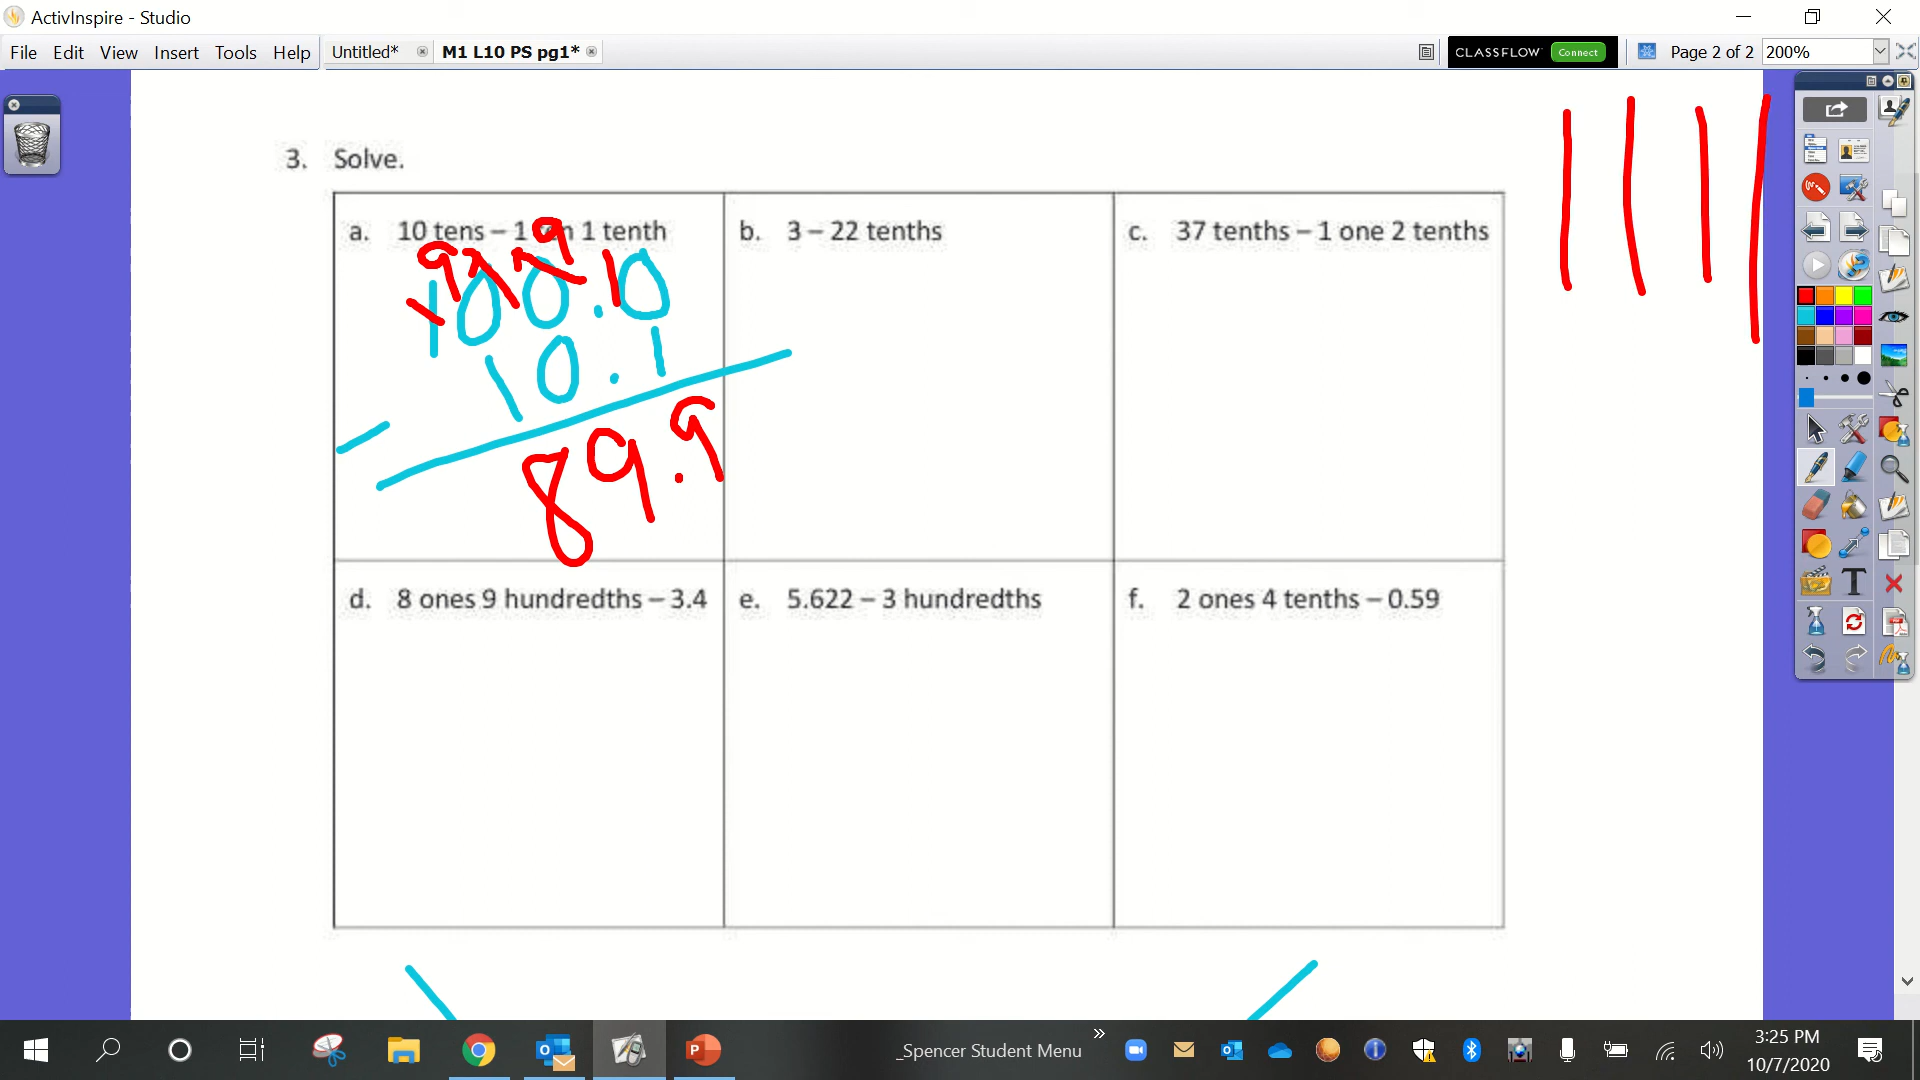 ActivInspire - Studio
File Edit View Insert Tools Help Untitled* M1 L10 PS pg1* CLASSFLOW Connect Page 2 of 2 200%
3. Solve.
a. 10 tens – 1 ten 1 tenth
b. 3 – 22 tenths
c. 37 tenths – 1 one 2 tenths
9 9
100.10
- 10.1
89.9
d. 8 ones 9 hundredths – 3.4
e. 5.622 – 3 hundredths
f. 2 ones 4 tenths – 0.59
T
_Spencer Student Menu
3:25 PM
10/7/2020